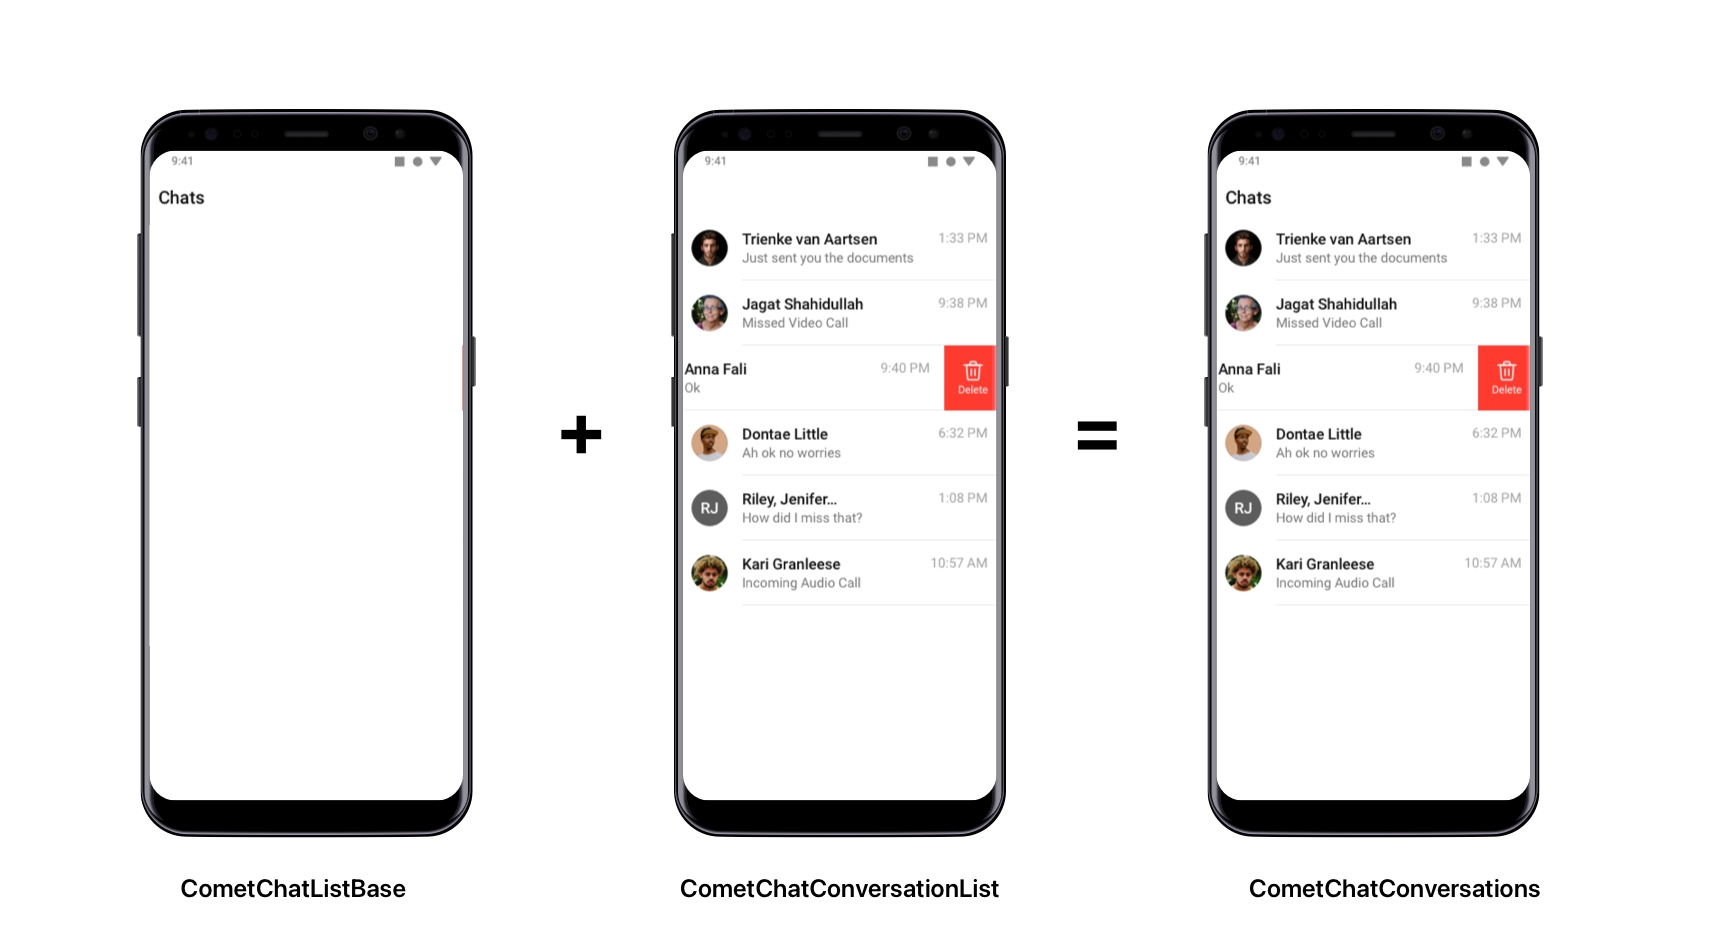 9:41
Chats
CometChatListBase
+
9:41
Trienke van Aartsen 1:33 PM
Just sent you the documents
Jagat Shahidullah 9:38 PM
Missed Video Call
Anna Fali 9:40 PM
Ok
Delete
Dontae Little 6:32 PM
Ah ok no worries
RJ
Riley, Jenifer... 1:08 PM
How did I miss that?
Kari Granleese 10:57 AM
Incoming Audio Call
CometChatConversationList
=
9:41
Chats
Trienke van Aartsen 1:33 PM
Just sent you the documents
Jagat Shahidullah 9:38 PM
Missed Video Call
Anna Fali 9:40 PM
Ok
Delete
Dontae Little 6:32 PM
Ah ok no worries
RJ
Riley, Jenifer... 1:08 PM
How did I miss that?
Kari Granleese 10:57 AM
Incoming Audio Call
CometChatConversations